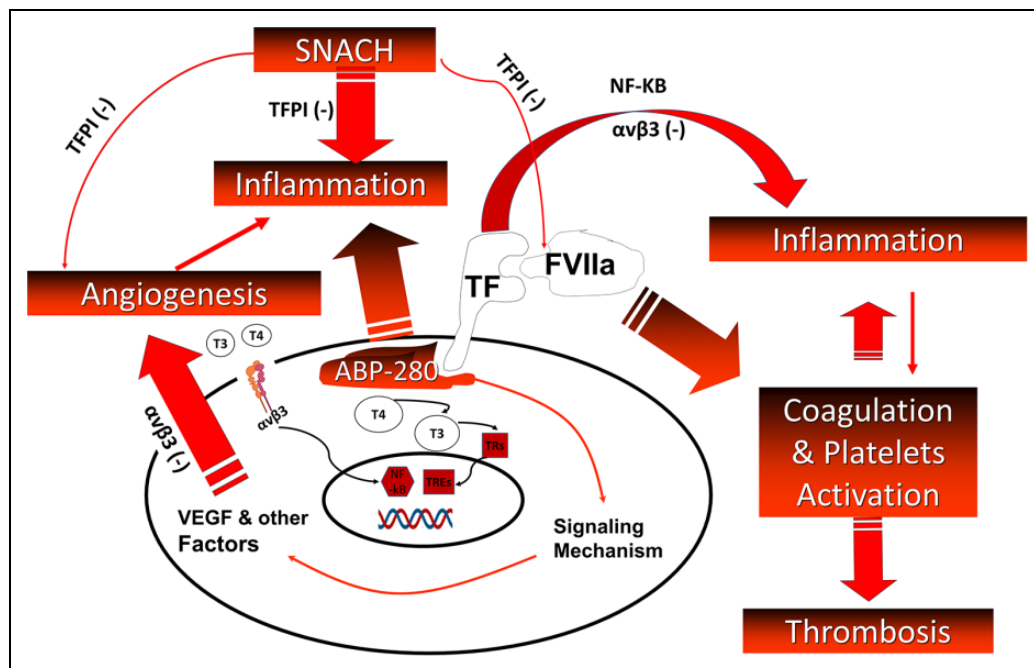 SNACH
TFPI (-)
TFPI (-)
TFPI (-)
NF-KB
αvβ3 (-)
Inflammation
Inflammation
Angiogenesis
TF
FVIIa
T3
T4
αvβ3
αvβ3 (-)
ABP-280
T4
T3
TRs
NF
-kB
TREs
VEGF & other
Factors
Signaling
Mechanism
Coagulation
& Platelets
Activation
Thrombosis